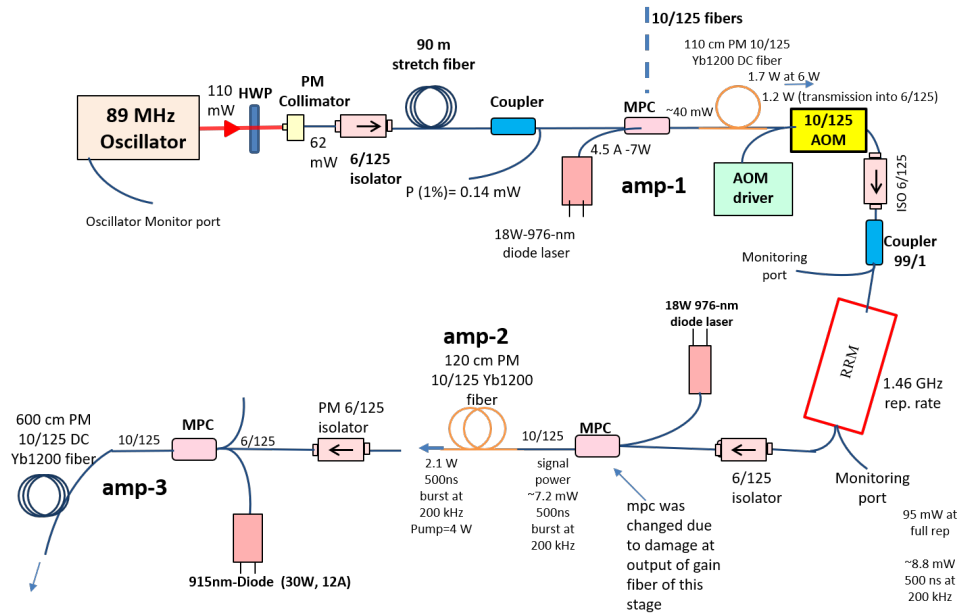 10/125 fibers
90 m
stretch fiber
110 cm PM 10/125
Yb1200 DC fiber
1.7 W at 6 W
1.2 W (transmission into 6/125)
110
mW
HWP
PM
Collimator
Coupler
MPC
~40 mW
89 MHz
Oscillator
10/125
AOM
62
mW
6/125
isolator
4.5 A -7W
P (1%)= 0.14 mW
amp-1
AOM
driver
ISO 6/125
Oscillator Monitor port
18W-976-nm
diode laser
Coupler
99/1
Monitoring
port
18W 976-nm
diode laser
RRM
1.46 GHz
rep. rate
amp-2
120 cm PM
10/125 Yb1200
fiber
600 cm PM
10/125 DC
Yb1200 fiber
10/125
MPC
6/125
PM 6/125
isolator
10/125
MPC
6/125
isolator
Monitoring
port
amp-3
2.1 W
500ns
burst at
200 kHz
Pump=4 W
signal
power
~7.2 mW
500ns
burst at
200 kHz
mpc was
changed due
to damage at
output of gain
fiber of this
stage
95 mW at
full rep
~8.8 mW
500 ns at
200 kHz
915nm-Diode (30W, 12A)